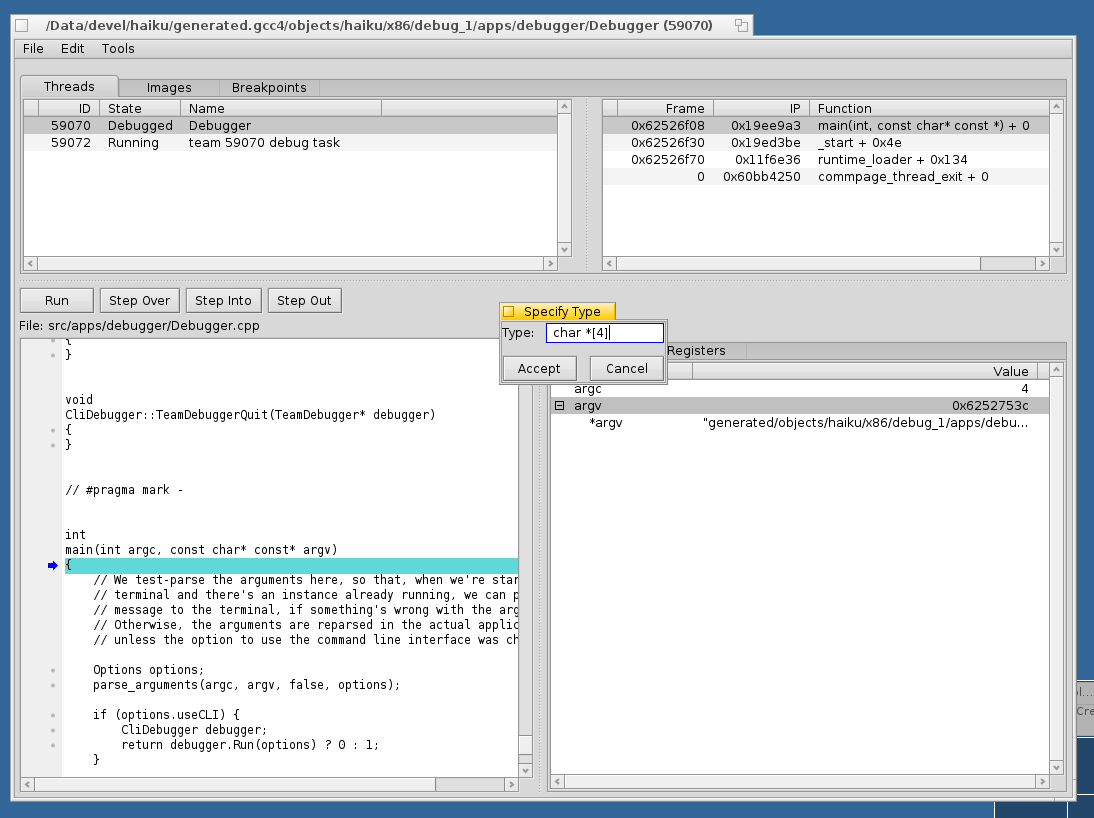 /Data/devel/haiku/generated.gcc4/objects/haiku/x86/debug_1/apps/debugger/Debugger (59070)
File Edit Tools
Threads Images Breakpoints
ID State Name
59070 Debugged Debugger
59072 Running team 59070 debug task
Frame IP Function
0x62526f08 0x19ee9a3 main(int, const char* const *) + 0
0x62526f30 0x19ed3be _start + 0x4e
0x62526f70 0x11f6e36 runtime_loader + 0x134
0 0x60bb4250 commpage_thread_exit + 0
Run Step Over Step Into Step Out
File: src/apps/debugger/Debugger.cpp
Specify Type
Type: char *[4]
Accept Cancel
Registers
Value
argc 4
argv 0x6252753c
*argv "generated/objects/haiku/x86/debug_1/apps/debu...
{
}
void
CliDebugger::TeamDebuggerQuit(TeamDebugger* debugger)
{
}
// #pragma mark -
int
main(int argc, const char* const* argv)
{
// We test-parse the arguments here, so that, when we're star
// terminal and there's an instance already running, we can p
// message to the terminal, if something's wrong with the arg
// Otherwise, the arguments are reparsed in the actual applic
// unless the option to use the command line interface was ch
Options options;
parse_arguments(argc, argv, false, options);
if (options.useCLI) {
CliDebugger debugger;
return debugger.Run(options) ? 0 : 1;
}